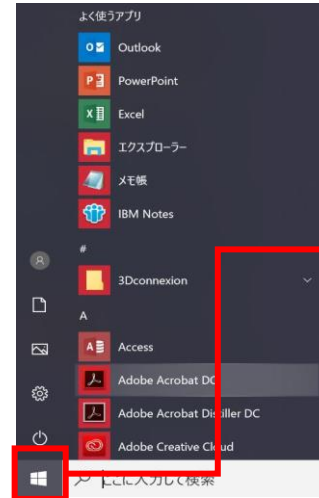 よく使うアプリ
Outlook
PowerPoint
Excel
エクスプローラー
メモ帳
IBM Notes
#
3Dconnexion
A
Access
Adobe Acrobat DC
Adobe Acrobat Distiller DC
Adobe Creative Cloud
ここに入力して検索